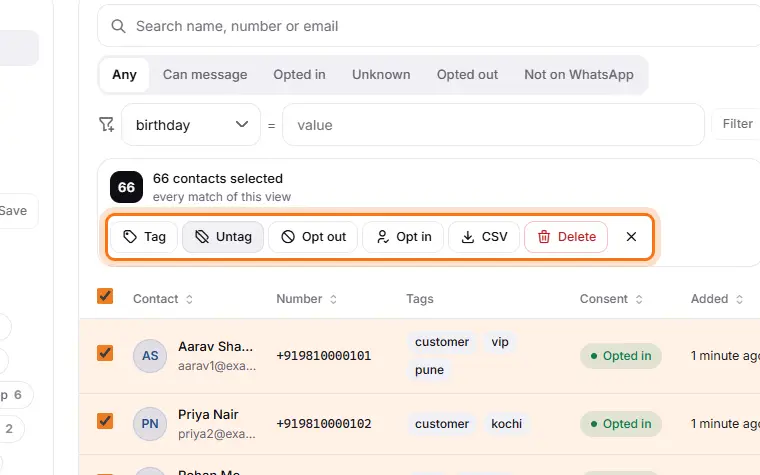 Search name, number or email
Any Can message Opted in Unknown Opted out Not on WhatsApp
birthday = value Filter
66 66 contacts selected
every match of this view
Save
Tag Untag Opt out Opt in CSV Delete
Contact Number Tags Consent Added
AS Aarav Sha... +919810000101 customer vip Opted in 1 minute ago
aarav1@exa... pune
p 6
PN Priya Nair +919810000102 customer kochi Opted in 1 minute ago
priya2@exa...
2